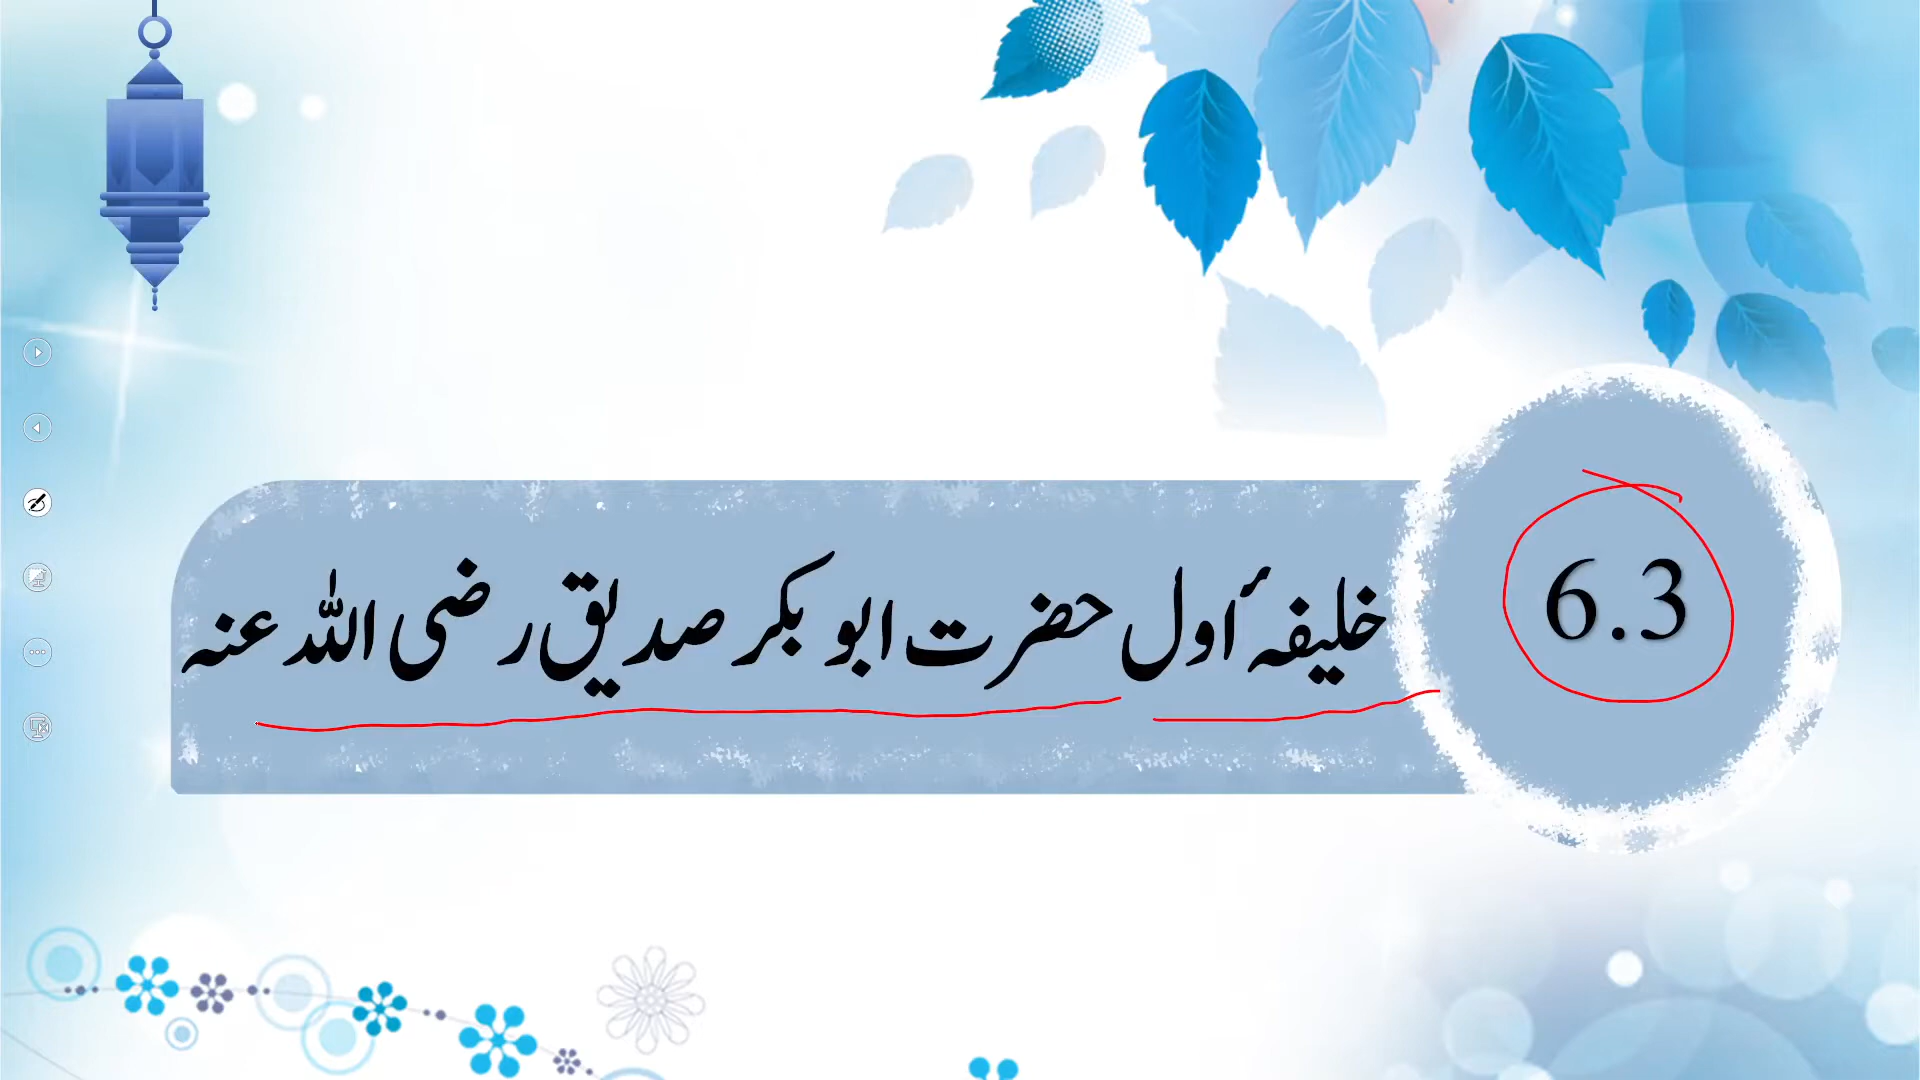 6.3
خلیفۂ اول حضرت ابو بکر صدیق رضی اللہ عنہ